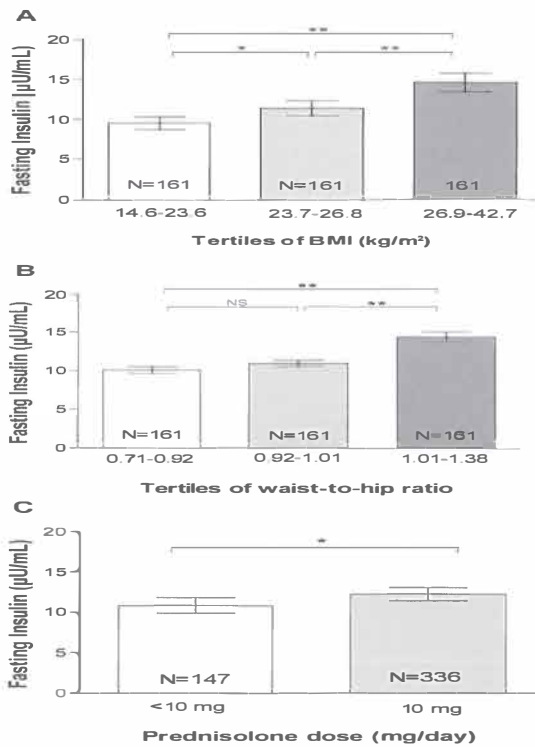 A
**
*
**
20
15
10
5
0
Fasting Insulin (µU/mL)
N=161
N=161
161
14.6-23.6
23.7-26.8
26.9-42.7
Tertiles of BMI (kg/m²)
B
**
NS
**
20
15
10
5
0
Fasting Insulin (µU/mL)
N=161
N=161
N=161
0.71-0.92
0.92-1.01
1.01-1.38
Tertiles of waist-to-hip ratio
C
*
20
15
10
5
0
Fasting Insulin (µU/mL)
N=147
N=336
<10 mg
10 mg
Prednisolone dose (mg/day)